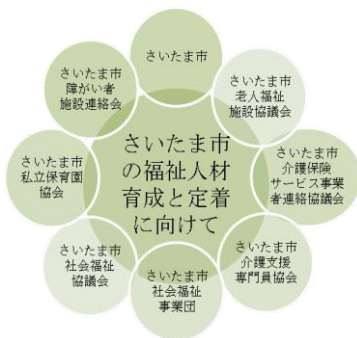 さいたま市
さいたま市
老人福祉
施設協議会
さいたま市
介護保険
サービス事業
者連絡協議会
さいたま市
介護支援
専門員協会
さいたま市
社会福祉
事業団
さいたま市
社会福祉
協議会
さいたま市
私立保育園
協会
さいたま市
障がい者
施設連絡会
さいたま市
の福祉人材
育成と定着
に向けて